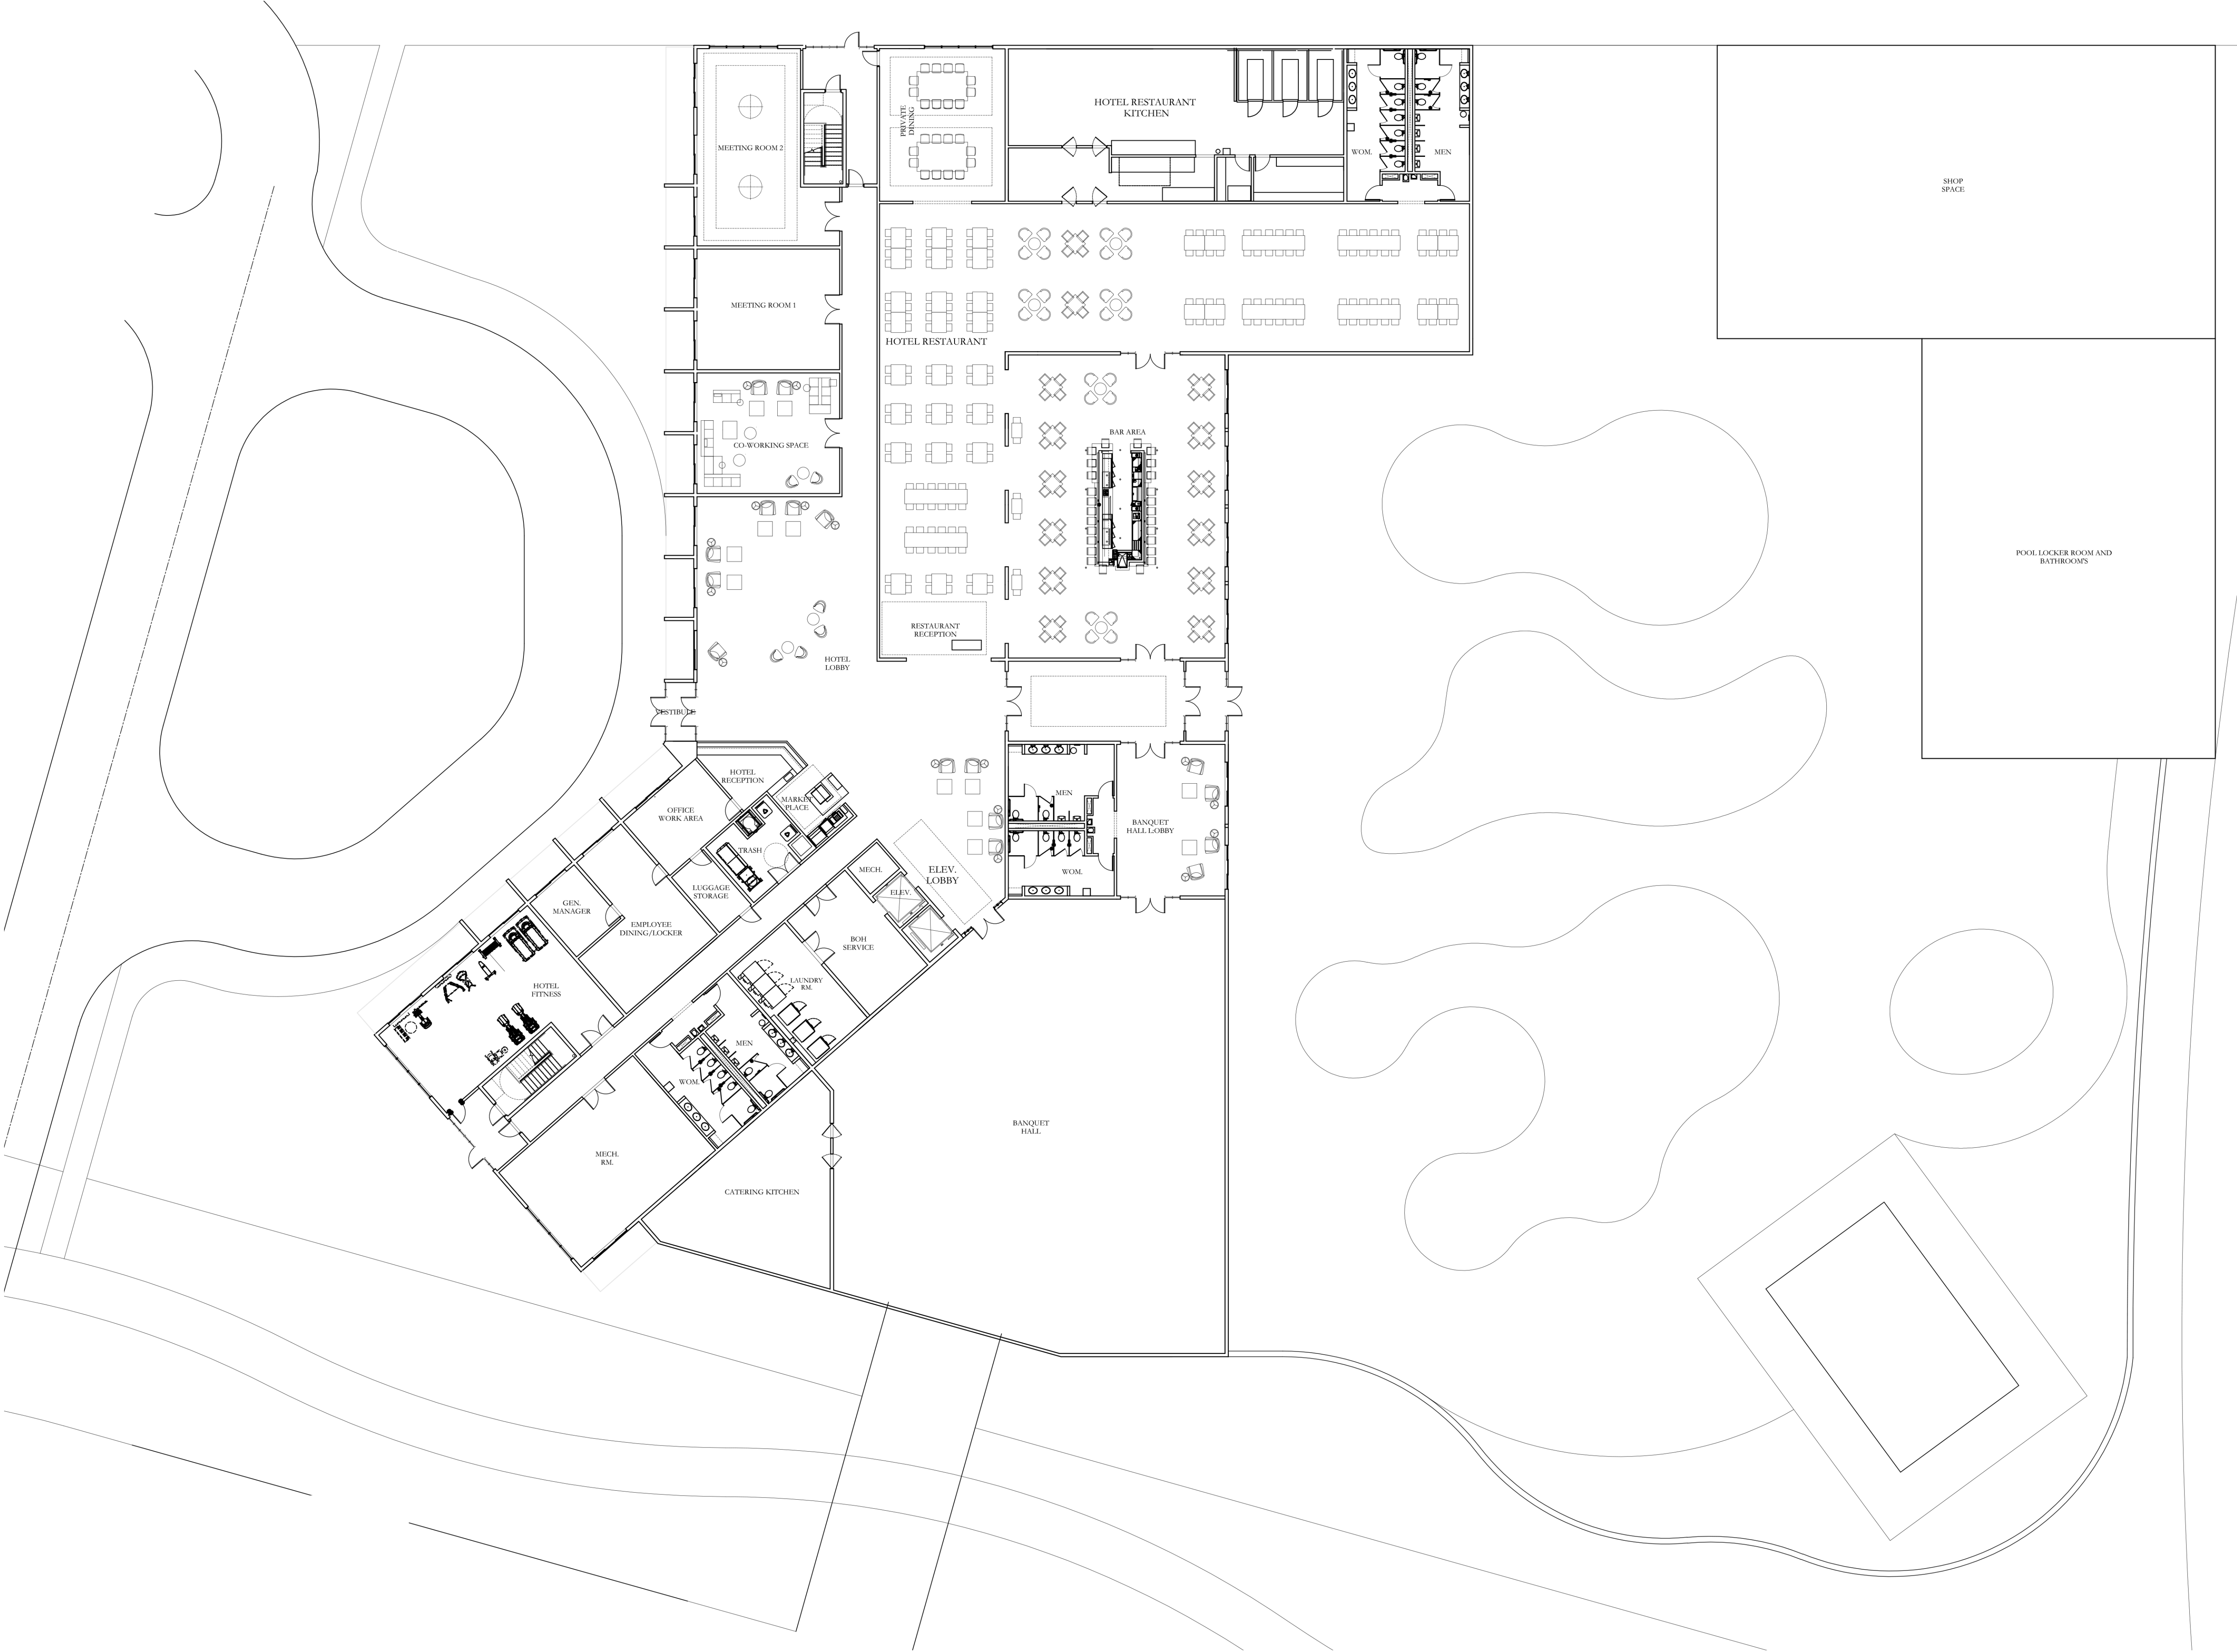 HOTEL RESTAURANT
KITCHEN
PRIVATE
DINING
MEETING ROOM 2
WOM.
MEN
SHOP
SPACE
MEETING ROOM 1
HOTEL RESTAURANT
BAR AREA
CO-WORKING SPACE
POOL LOCKER ROOM AND
BATHROOM'S
RESTAURANT
RECEPTION
HOTEL
LOBBY
VESTIBULE
HOTEL
RECEPTION
MARKET
PLACE
MEN
OFFICE
WORK AREA
BANQUET
HALL LOBBY
TRASH
MECH.
ELEV.
LOBBY
WOM.
LUGGAGE
STORAGE
ELEV.
GEN.
MANAGER
EMPLOYEE
DINING/LOCKER
BOH
SERVICE
HOTEL
FITNESS
LAUNDRY
RM.
MEN
WOM.
BANQUET
HALL
MECH.
RM.
CATERING KITCHEN